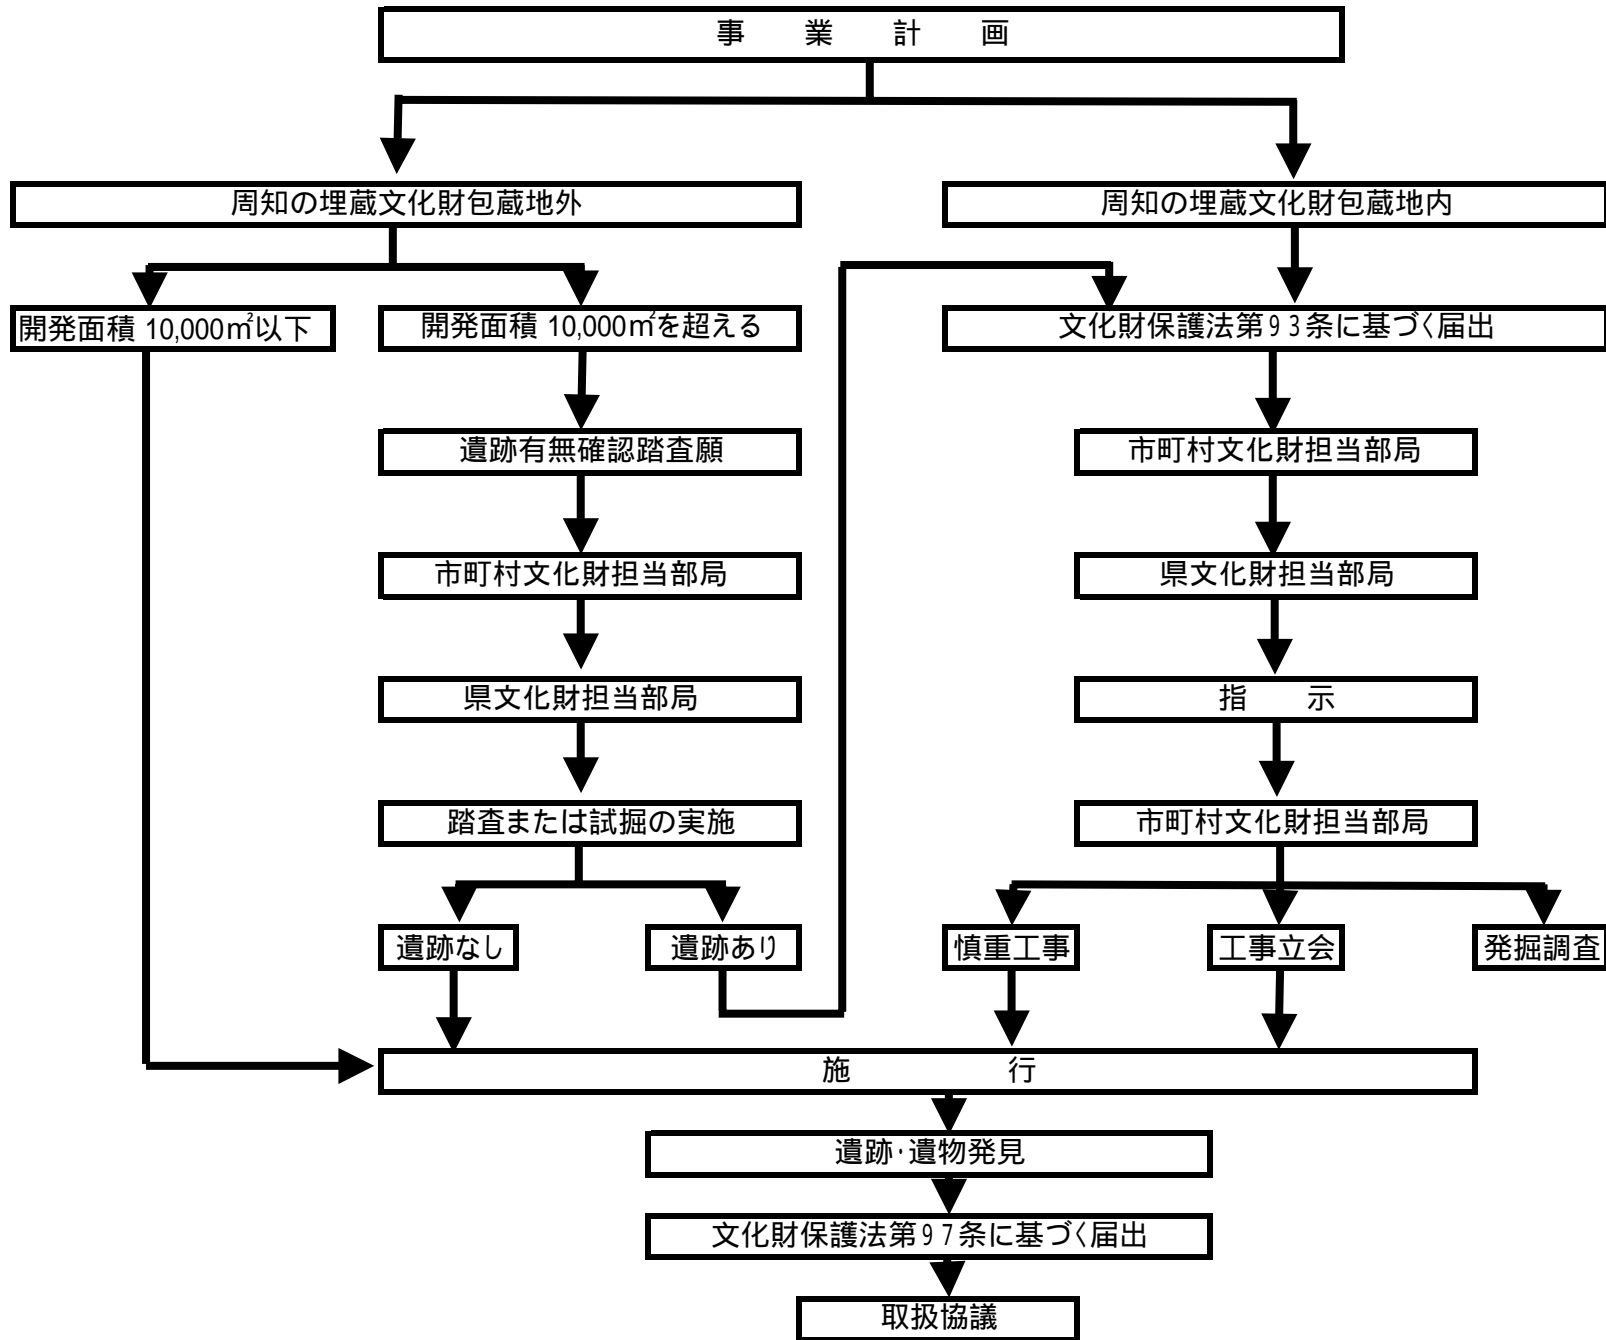 事業計画
周知の埋蔵文化財包蔵地外
周知の埋蔵文化財包蔵地内
開発面積 10,000㎡以下
開発面積 10,000㎡を超える
文化財保護法第93条に基づく届出
遺跡有無確認踏査願
市町村文化財担当部局
市町村文化財担当部局
県文化財担当部局
県文化財担当部局
指示
踏査または試掘の実施
市町村文化財担当部局
遺跡なし
遺跡あり
慎重工事
工事立会
発掘調査
施行
遺跡・遺物発見
文化財保護法第97条に基づく届出
取扱協議